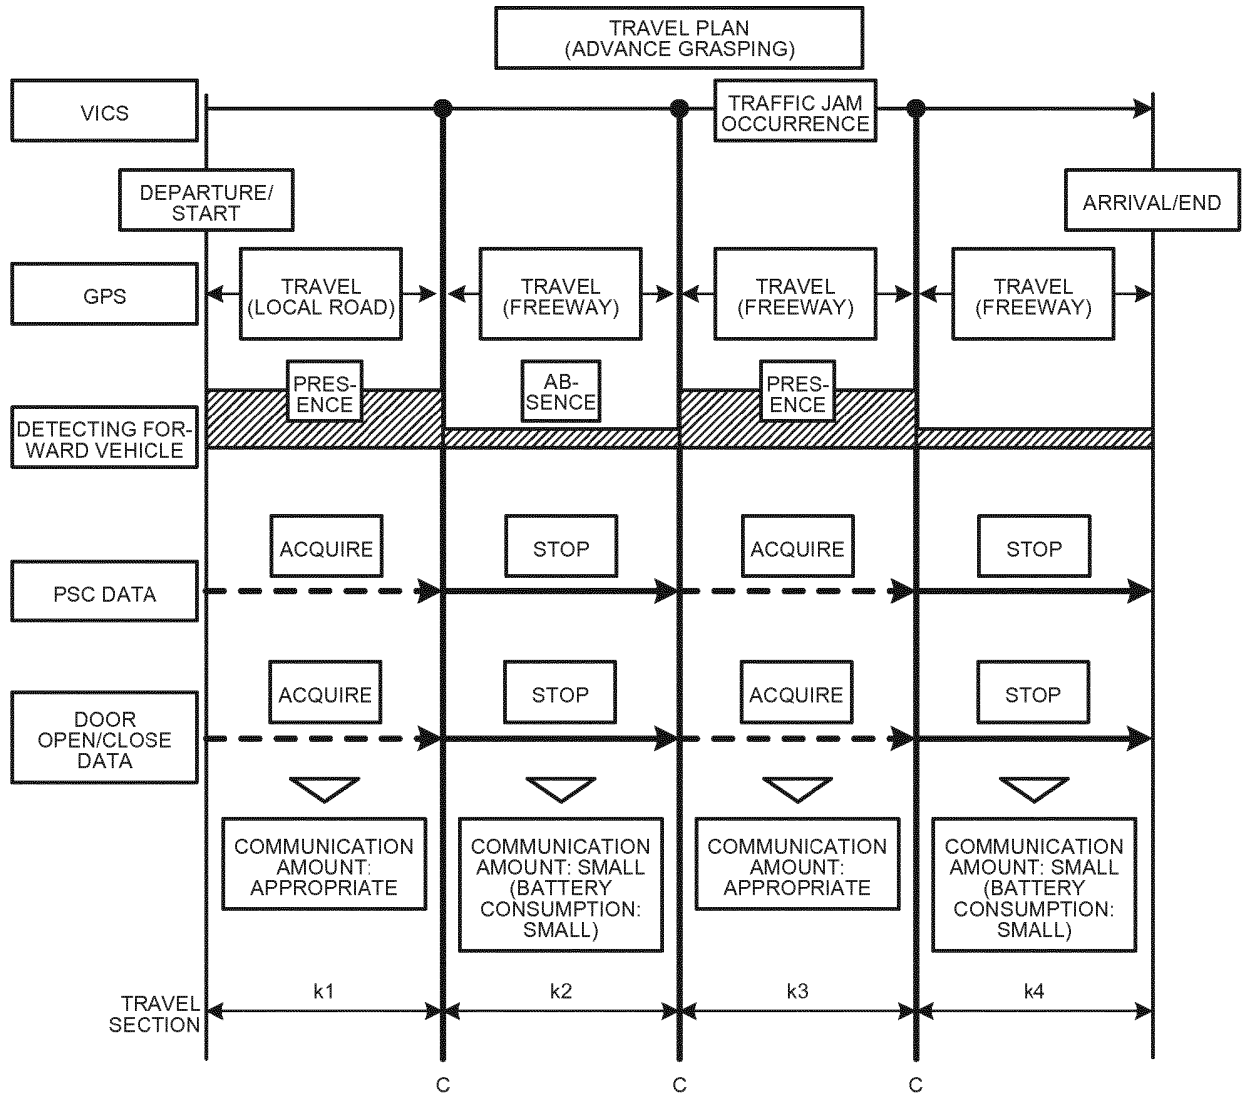 TRAVEL PLAN
(ADVANCE GRASPING)
VICS
TRAFFIC JAM
OCCURRENCE
DEPARTURE/
START
ARRIVAL/END
GPS
TRAVEL
(LOCAL ROAD)
TRAVEL
(FREEWAY)
TRAVEL
(FREEWAY)
TRAVEL
(FREEWAY)
DETECTING FOR-
WARD VEHICLE
PRES-
ENCE
AB-
SENCE
PRES-
ENCE
PSC DATA
ACQUIRE
STOP
ACQUIRE
STOP
DOOR
OPEN/CLOSE
DATA
ACQUIRE
STOP
ACQUIRE
STOP
COMMUNICATION
AMOUNT:
APPROPRIATE
COMMUNICATION
AMOUNT: SMALL
(BATTERY
CONSUMPTION:
SMALL)
COMMUNICATION
AMOUNT:
APPROPRIATE
COMMUNICATION
AMOUNT: SMALL
(BATTERY
CONSUMPTION:
SMALL)
TRAVEL
SECTION
k1
k2
k3
k4
C
C
C